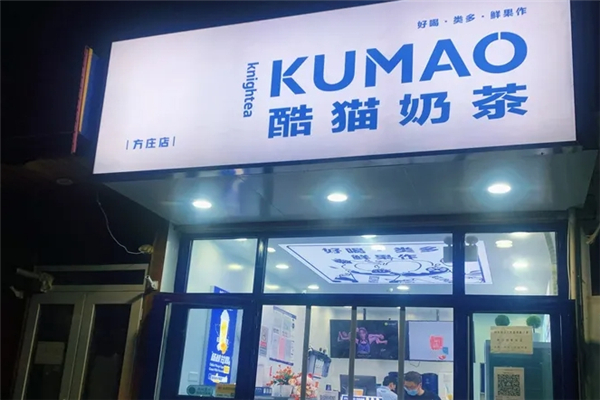 好喝·类多·鲜果作
knightea
KUMAO
酷猫奶茶
方庄店
好喝·类多
鲜果作